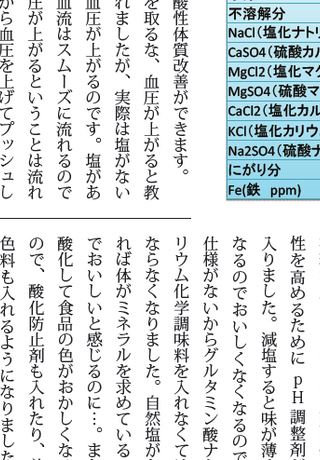 不溶解分
NaCl(塩化ナトリ
CaSO4(硫酸カル
MgCl2(塩化マグ
MgSO4(硫酸マ
CaCl2(塩化カル
KCl(塩化カリウ
Na2SO4(硫酸ナ
にがり分
Fe(鉄 ppm)
酸性体質改善ができます。
を取るな、血圧が上がると教
れましたが、実際は塩がない
血圧が上がるのです。塩があ
血流はスムーズに流れるので
圧が上がるということは流れ
から血圧を上げてプッシュし
性を高めるために pH調整剤が
入りました。減塩すると味が薄
なるのでおいしくなくなるので
仕様がないからグルタミン酸ナ
リウム化学調味料を入れなくて
ならなくなりました。自然塩が
れば体がミネラルを求めている
でおいしいと感じるのに…。ま
酸化して食品の色がおかしくな
ので、酸化防止剤も入れたり、
色料も入れるようになりました